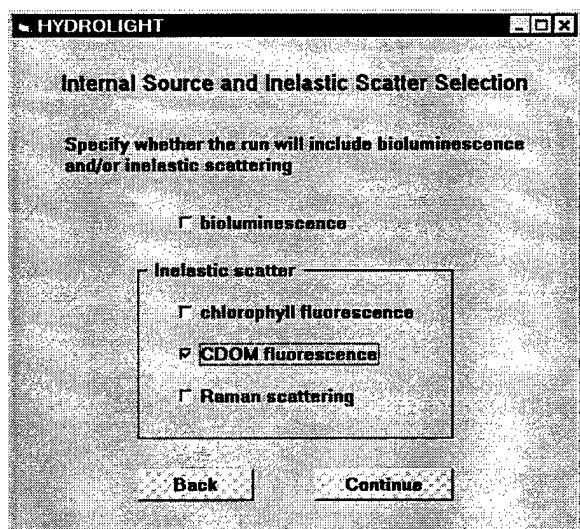 HYDROLIGHT
Internal Source and Inelastic Scatter Selection
Specify whether the run will include bioluminescence
and/or inelastic scattering
bioluminescence
Inelastic scatter
chlorophyll fluorescence
CDOM fluorescence
Raman scattering
Back Continue